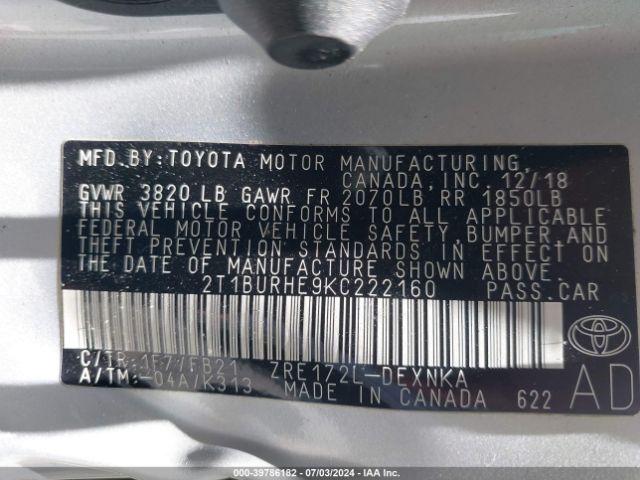 MFD. BY: TOYOTA MOTOR MANUFACTURING,
CANADA, INC. 12/18
GVWR 3820 LB GAWR FR 2070LB, RR 1850LB
THIS VEHICLE CONFORMS TO ALL APPLICABLE
FEDERAL MOTOR VEHICLE SAFETY, BUMPER, AND
THEFT PREVENTION STANDARDS IN EFFECT ON
THE DATE OF MANUFACTURE SHOWN ABOVE.
2T1BURHE9KC222160 PASS. CAR
C/TR: 1F7/FB21 ZRE172L-DEXNKA
A/TM: -04A/K313 MADE IN CANADA 622
AD
000-39786182 - 07/03/2024 - IAA Inc.